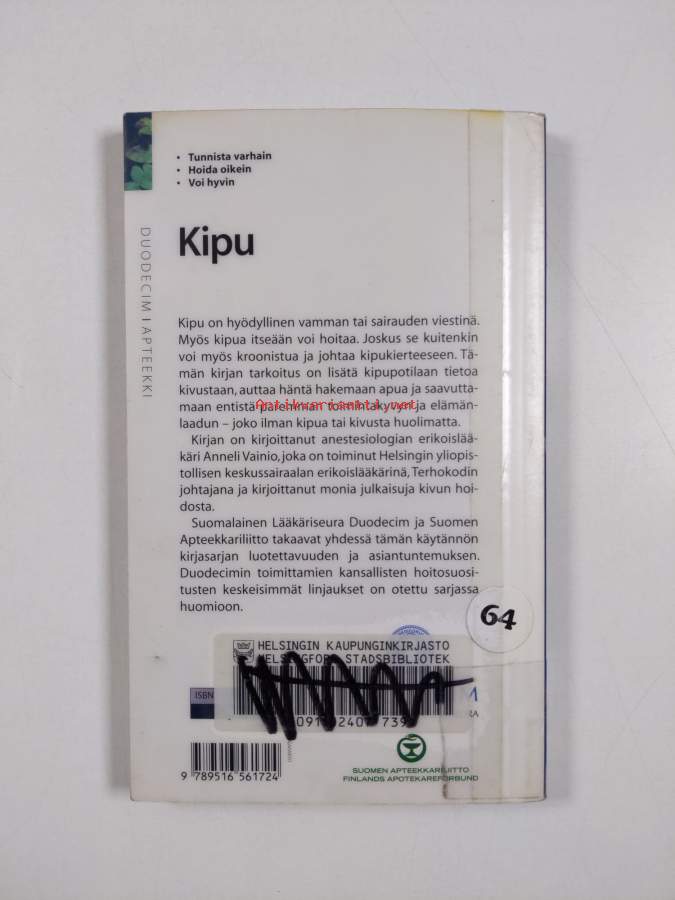 • Tunnista varhain
• Hoida oikein
• Voi hyvin
Kipu
DUODECIM | APTEEKKI
Kipu on hyödyllinen vamman tai sairauden viestinä.
Myös kipua itseään voi hoitaa. Joskus se kuitenkin
voi myös kroonistua ja johtaa kipukierteeseen. Tä-
män kirjan tarkoitus on lisätä kipupotilaan tietoa
kivustaan, auttaa häntä hakemaan apua ja saavutta-
maan entistä paremman toimintakyvyn ja elämän-
Antikvariaatti.net
laadun – joko ilman kipua tai kivusta huolimatta.
Kirjan on kirjoittanut anestesiologian erikoislää-
käri Anneli Vainio, joka on toiminut Helsingin yliopis-
tollisen keskussairaalan erikoislääkärinä, Terhokodin
johtajana ja kirjoittanut monia julkaisuja kivun hoi-
dosta.
Suomalainen Lääkäriseura Duodecim ja Suomen
Apteekkariliitto takaavat yhdessä tämän käytännön
kirjasarjan luotettavuuden ja asiantuntemuksen.
Duodecimin toimittamien kansallisten hoitosuosi-
tusten keskeisimmät linjaukset on otettu sarjassa
huomioon.
64
HELSINGIN KAUPUNGINKIRJASTO
HELSINGFORS STADSBIBLIOTEK
ISBN
9 789516 561724
SUOMEN APTEEKKARILIITTO
FINLANDS APOTEKAREFÖRBUND